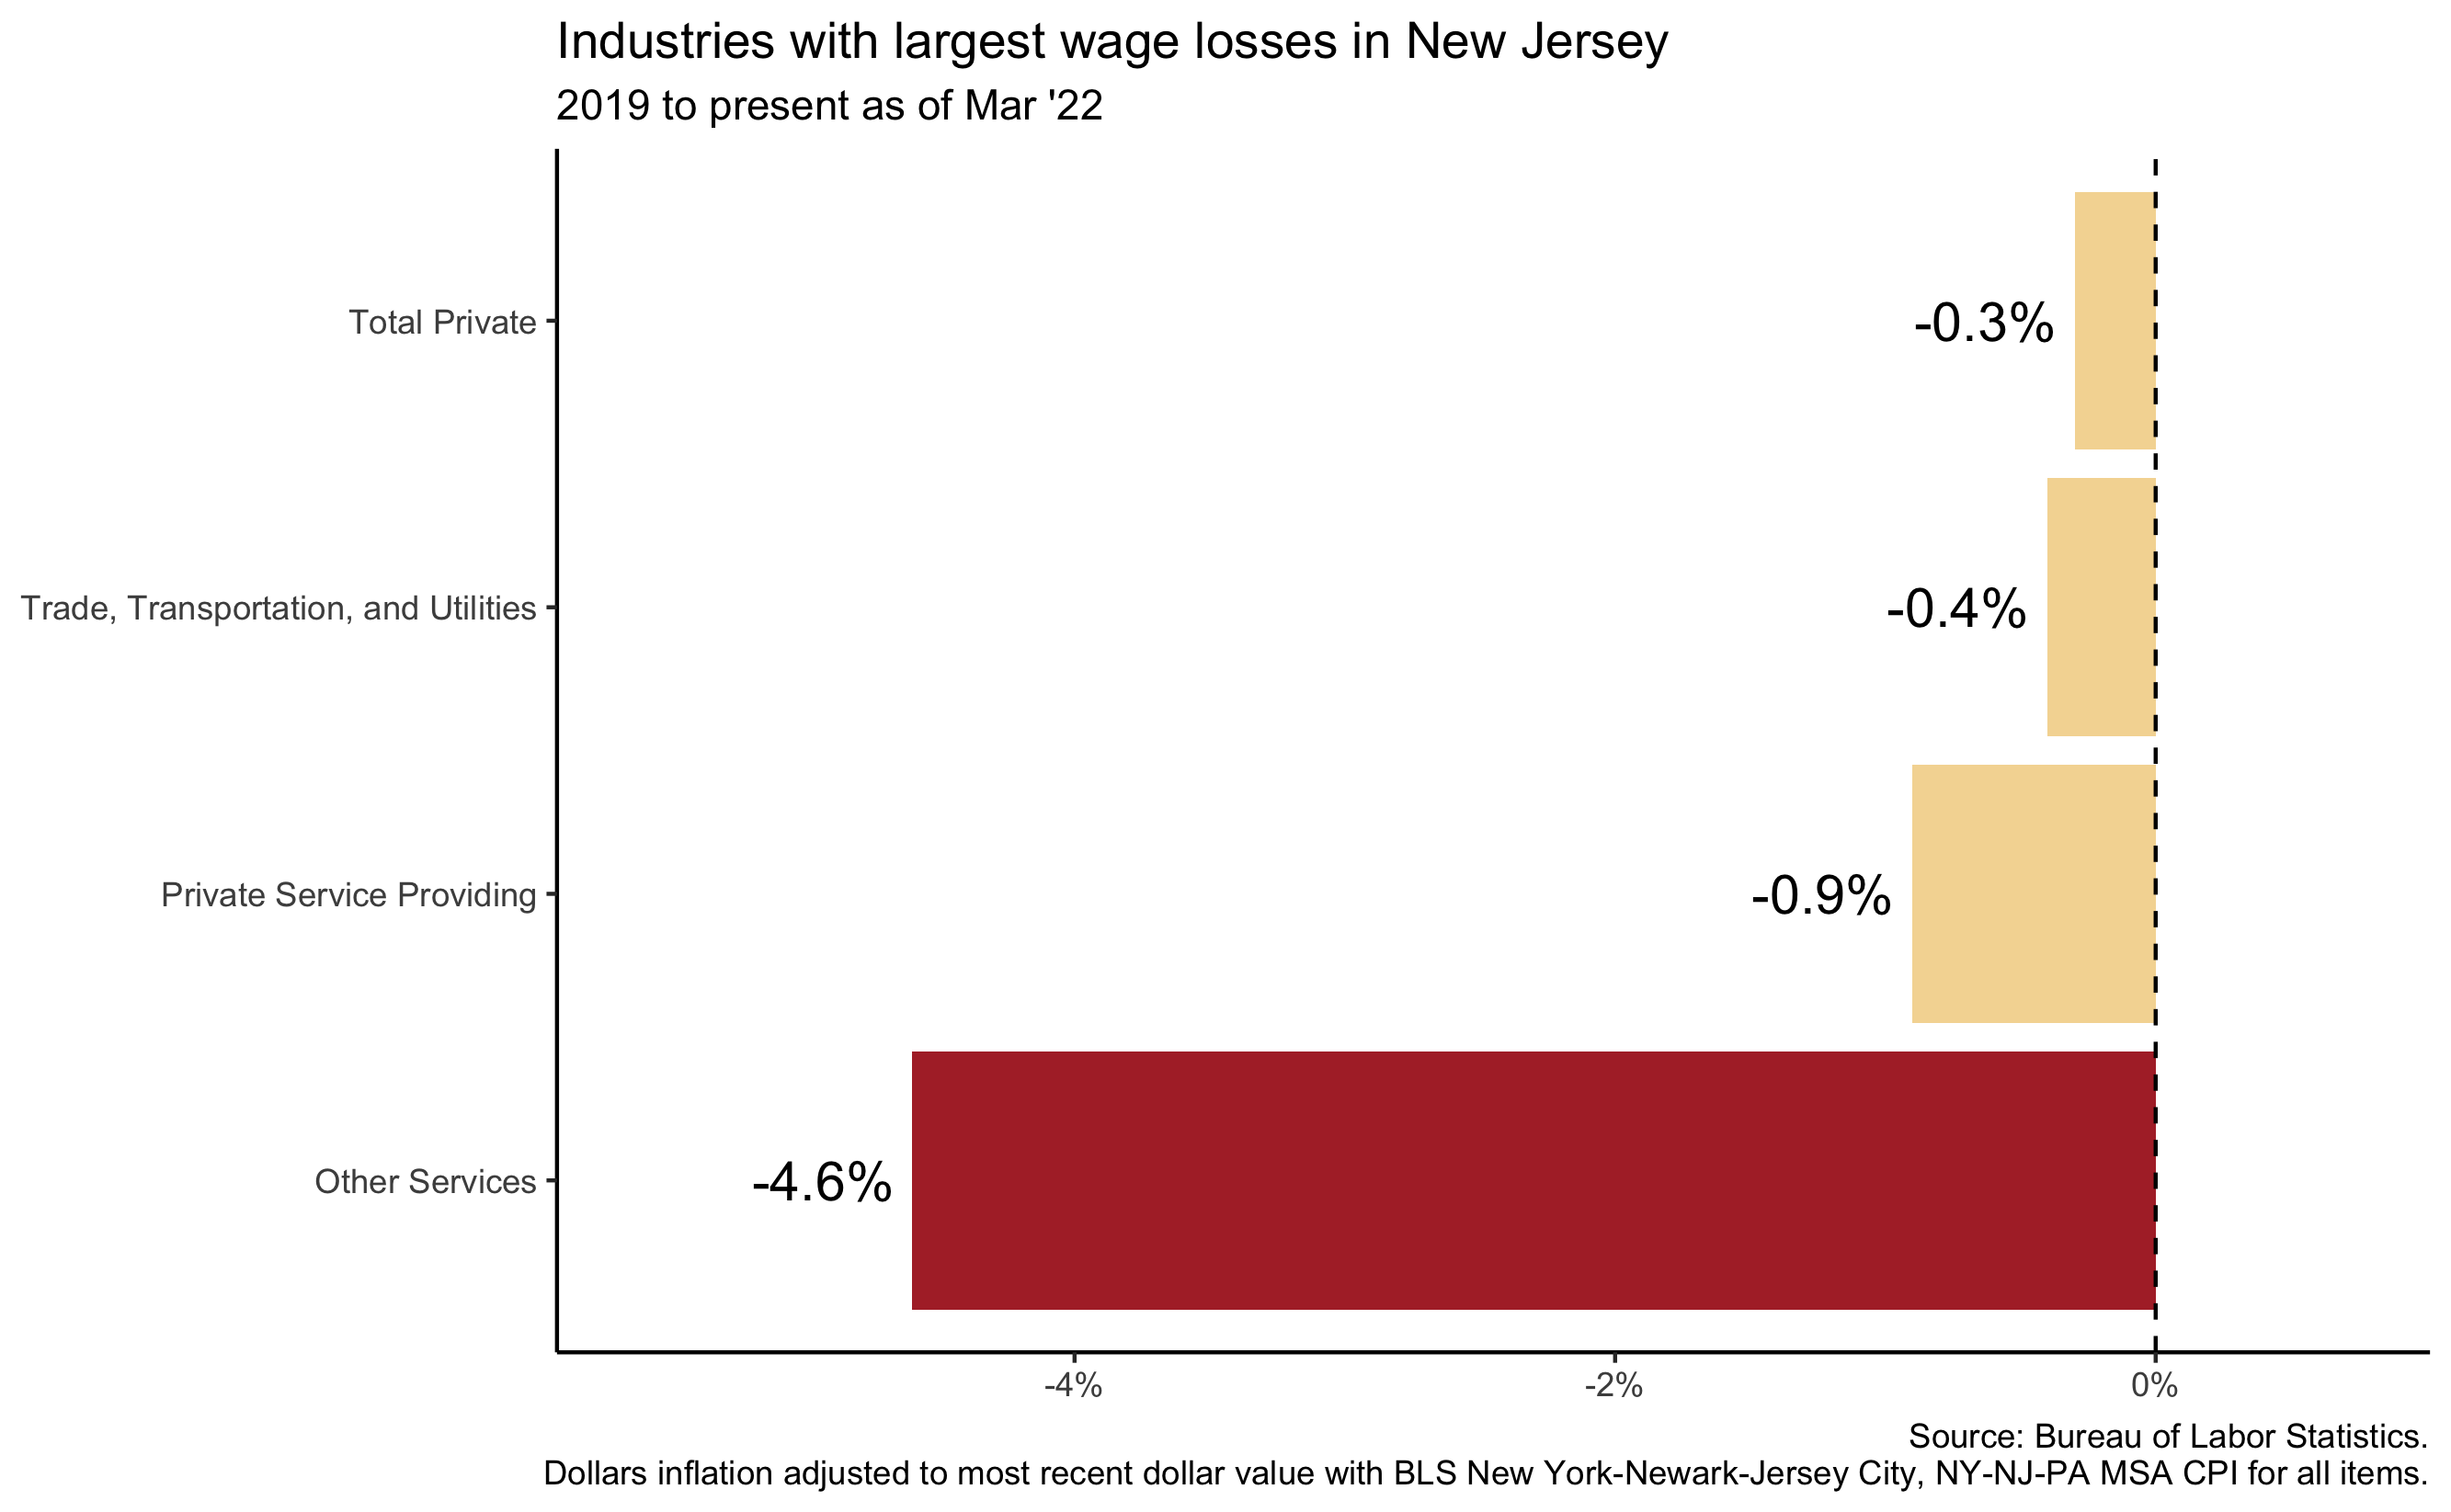 Industries with largest wage losses in New Jersey
2019 to present as of Mar '22
Total Private
-0.3%
Trade, Transportation, and Utilities
-0.4%
Private Service Providing
-0.9%
Other Services
-4.6%
-4%
-2%
0%
Source: Bureau of Labor Statistics.
Dollars inflation adjusted to most recent dollar value with BLS New York-Newark-Jersey City, NY-NJ-PA MSA CPI for all items.